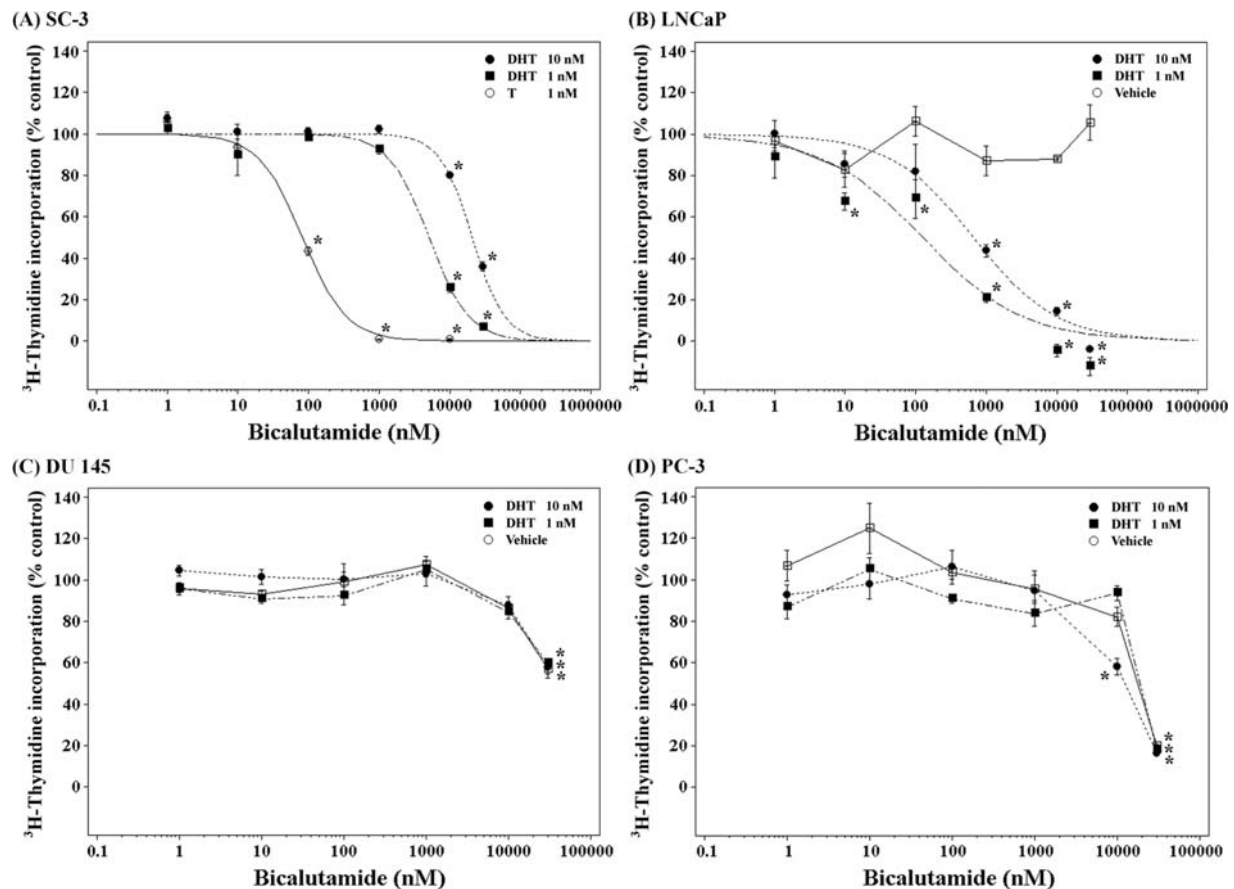 (A) SC-3
³H-Thymidine incorporation (% control)
140
120
100
80
60
40
20
0
DHT 10 nM
DHT 1 nM
T 1 nM
*
*
*
*
*
*
*
0.1 1 10 100 1000 10000 100000 1000000
Bicalutamide (nM)
(B) LNCaP
³H-Thymidine incorporation (% control)
140
120
100
80
60
40
20
0
DHT 10 nM
DHT 1 nM
Vehicle
*
*
*
*
*
*
*
*
0.1 1 10 100 1000 10000 100000 1000000
Bicalutamide (nM)
(C) DU 145
³H-Thymidine incorporation (% control)
140
120
100
80
60
40
20
0
DHT 10 nM
DHT 1 nM
Vehicle
*
*
*
0.1 1 10 100 1000 10000 100000
Bicalutamide (nM)
(D) PC-3
³H-Thymidine incorporation (% control)
140
120
100
80
60
40
20
0
DHT 10 nM
DHT 1 nM
Vehicle
*
*
*
*
0.1 1 10 100 1000 10000 100000
Bicalutamide (nM)